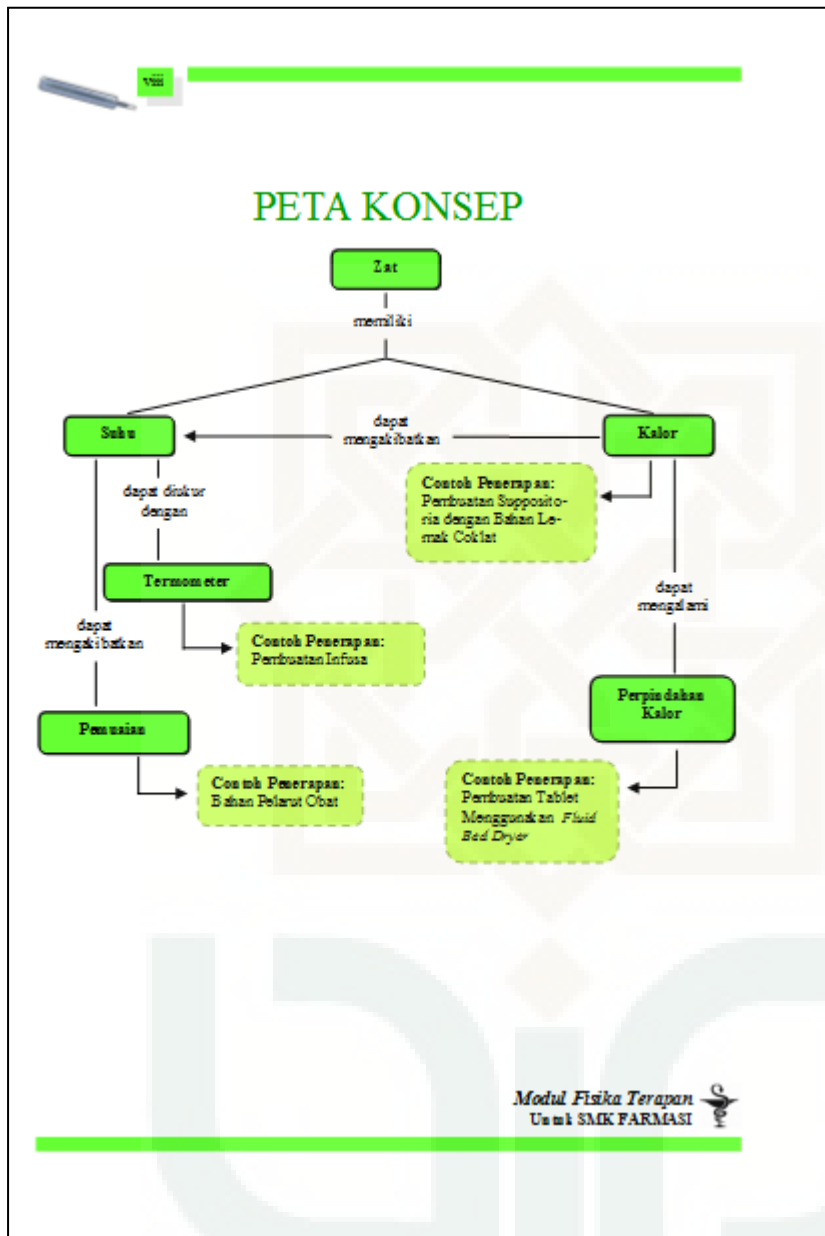 viii
PETA KONSEP
Zat
memiliki
Suhu
dapat
mengakibatkan
Kalor
dapat diukur
dengan
Contoh Penerapan:
Pembuatan Supposito-
ria dengan Bahan Le-
mak Coklat
Termometer
dapat
mengalami
dapat
mengakibatkan
Contoh Penerapan:
Pembuatan Infusa
Perpindahan
Kalor
Pemuaian
Contoh Penerapan:
Bahan Pelarut Obat
Contoh Penerapan:
Pembuatan Tablet
Menggunakan Fluid
Bed Dryer
Modul Fisika Terapan
Untuk SMK FARMASI